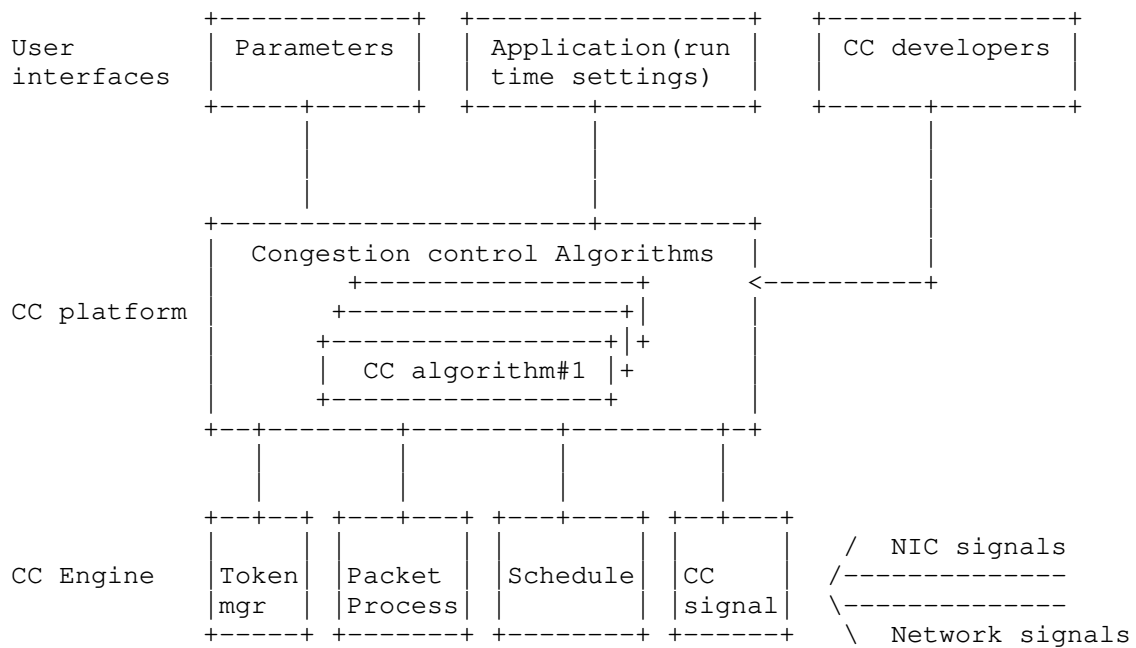 User interfaces
Parameters
Application(run time settings)
CC developers
CC platform
Congestion control Algorithms
CC algorithm#1
CC Engine
Token mgr
Packet Process
Schedule
CC signal
NIC signals
Network signals